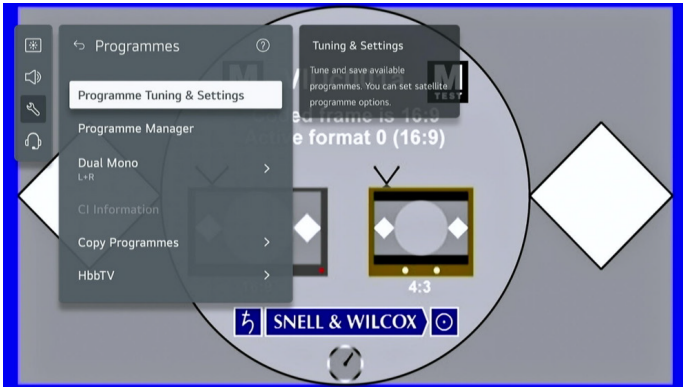 Programmes
Programme Tuning & Settings
Programme Manager
Dual Mono
L+R
CI Information
Copy Programmes
HbbTV
Tuning & Settings
Tune and save available
programmes. You can set satellite
programme options.
M
TEST
frame is 16:9
format 0 (16:9)
4:3
SNELL & WILCOX